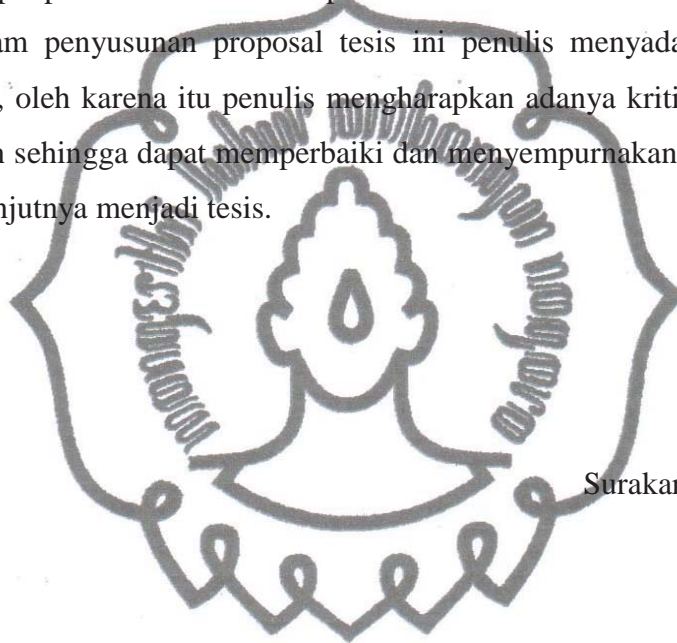 am penyusunan proposal tesis ini penulis menyada
, oleh karena itu penulis mengharapkan adanya kriti
n sehingga dapat memperbaiki dan menyempurnakan
njutnya menjadi tesis.
Surakar